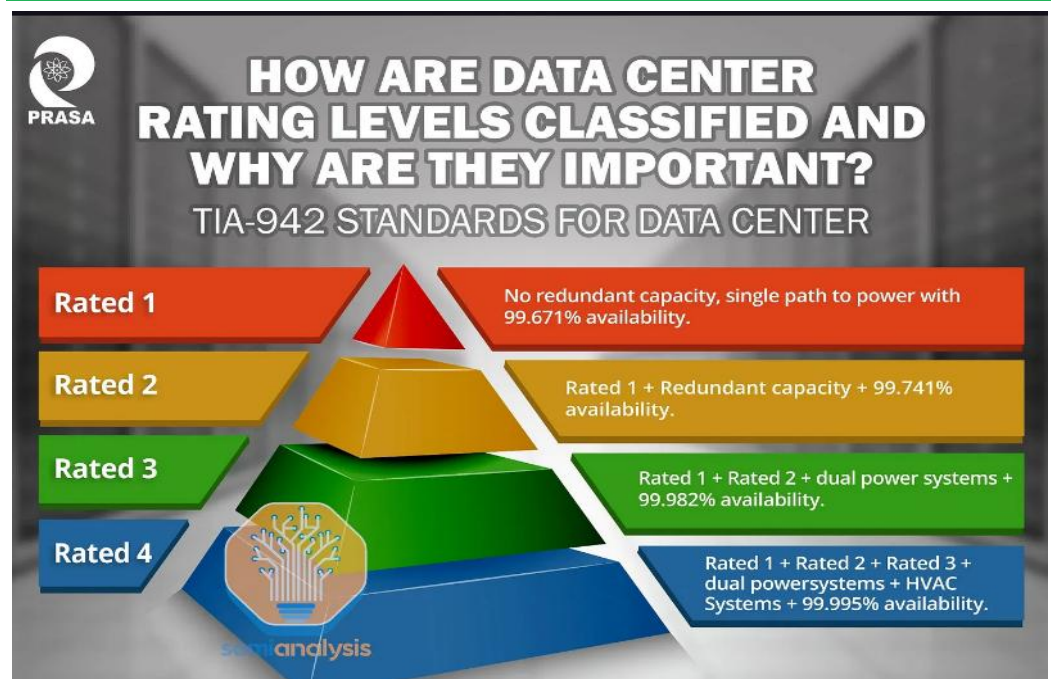 PRASA
HOW ARE DATA CENTER
RATING LEVELS CLASSIFIED AND
WHY ARE THEY IMPORTANT?
TIA-942 STANDARDS FOR DATA CENTER
Rated 1
No redundant capacity, single path to power with
99.671% availability.
Rated 2
Rated 1 + Redundant capacity + 99.741%
availability.
Rated 3
Rated 1 + Rated 2 + dual power systems +
99.982% availability.
Rated 4
Rated 1 + Rated 2 + Rated 3 +
dual powersystems + HVAC
Systems + 99.995% availability.
semianalysis